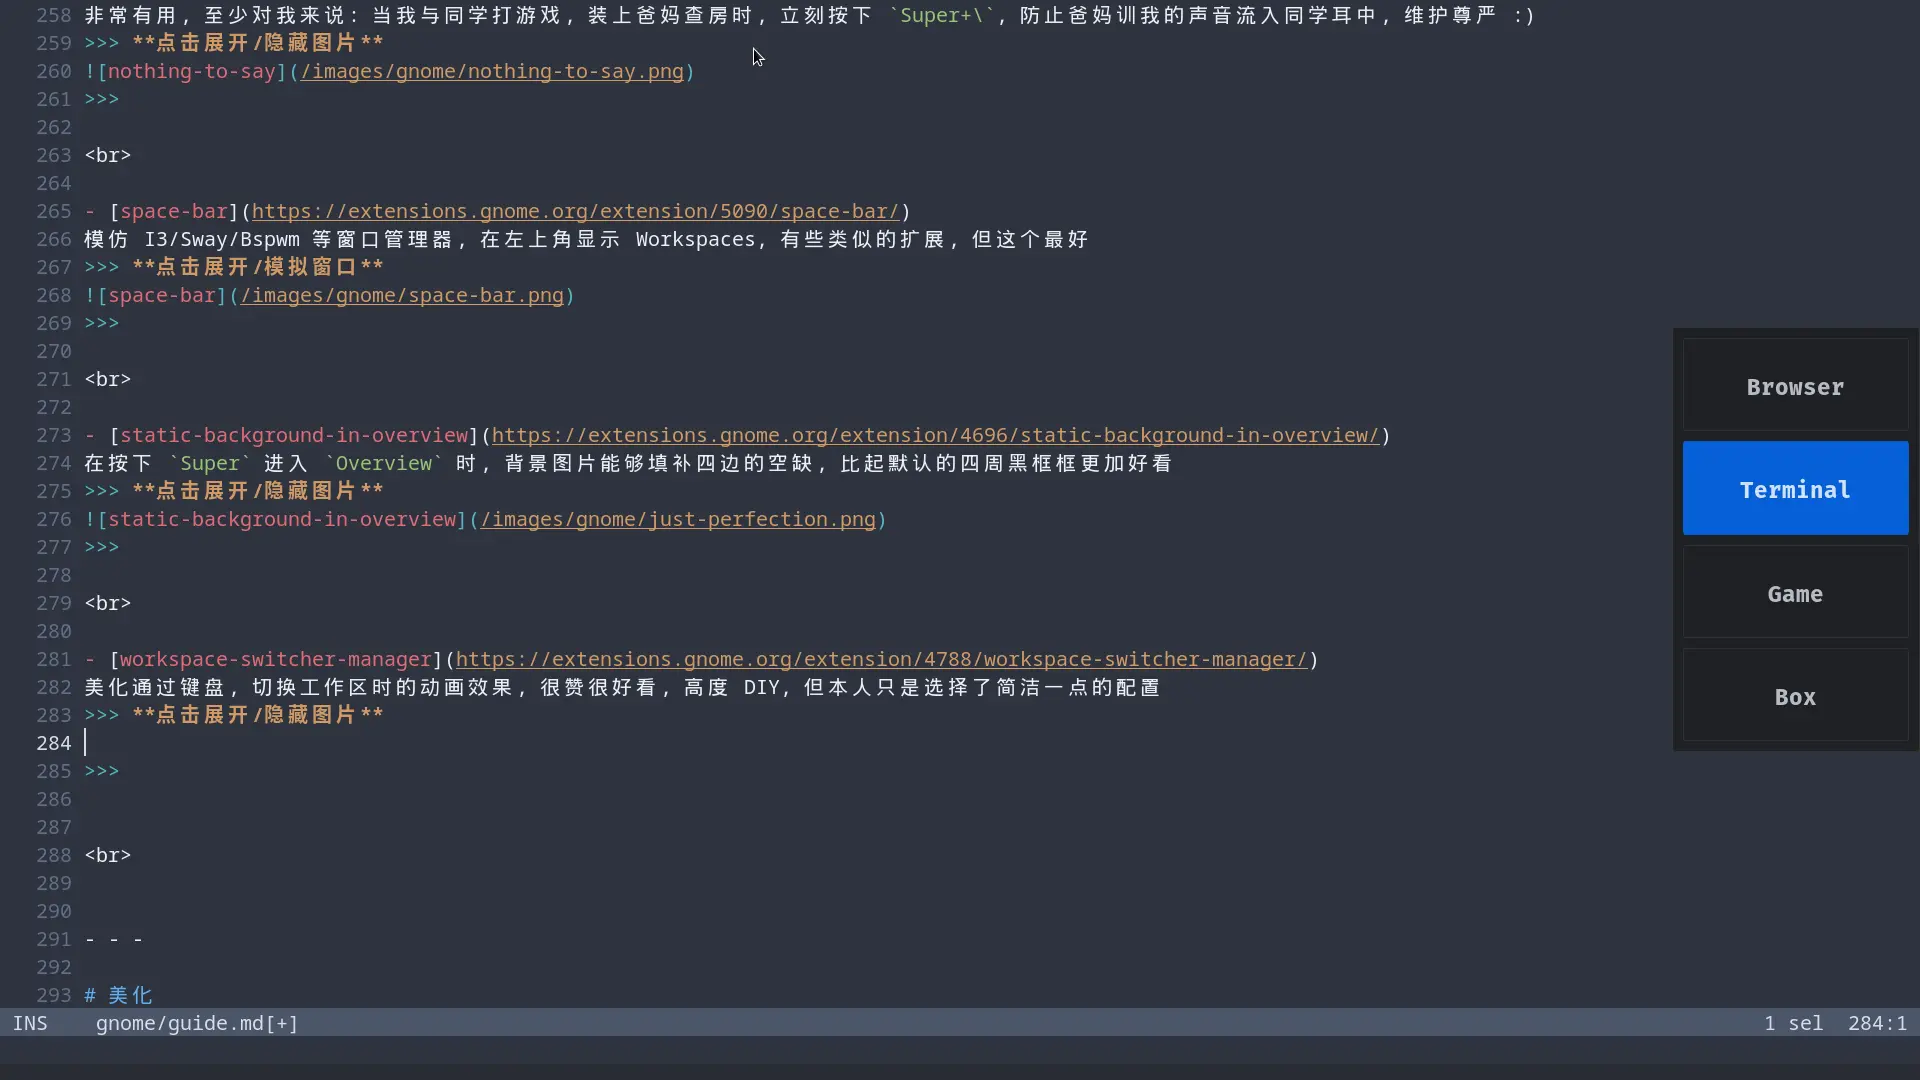 258 非常有用，至少对我来说：当我与同学打游戏，装上爸妈查房时，立刻按下 `Super+\`，防止爸妈训我的声音流入同学耳中，维护尊严 :)
259 >>> **点击展开/隐藏图片**
260 ![nothing-to-say](/images/gnome/nothing-to-say.png)
261 >>>
262
263 <br>
264
265 - [space-bar](https://extensions.gnome.org/extension/5090/space-bar/)
266 模仿 I3/Sway/Bspwm 等窗口管理器，在左上角显示 Workspaces，有些类似的扩展，但这个最好
267 >>> **点击展开/模拟窗口**
268 ![space-bar](/images/gnome/space-bar.png)
269 >>>
270
271 <br>
272
273 - [static-background-in-overview](https://extensions.gnome.org/extension/4696/static-background-in-overview/)
274 在按下 `Super` 进入 `Overview` 时，背景图片能够填补四边的空缺，比起默认的四周黑框框更加好看
275 >>> **点击展开/隐藏图片**
276 ![static-background-in-overview](/images/gnome/just-perfection.png)
277 >>>
278
279 <br>
280
281 - [workspace-switcher-manager](https://extensions.gnome.org/extension/4788/workspace-switcher-manager/)
282 美化通过键盘，切换工作区时的动画效果，很赞很好看，高度 DIY，但本人只是选择了简洁一点的配置
283 >>> **点击展开/隐藏图片**
284
285 >>>
286
287
288 <br>
289
290
291 - - -
292
293 # 美化
INS gnome/guide.md[+] 1 sel 284:1
Browser
Terminal
Game
Box